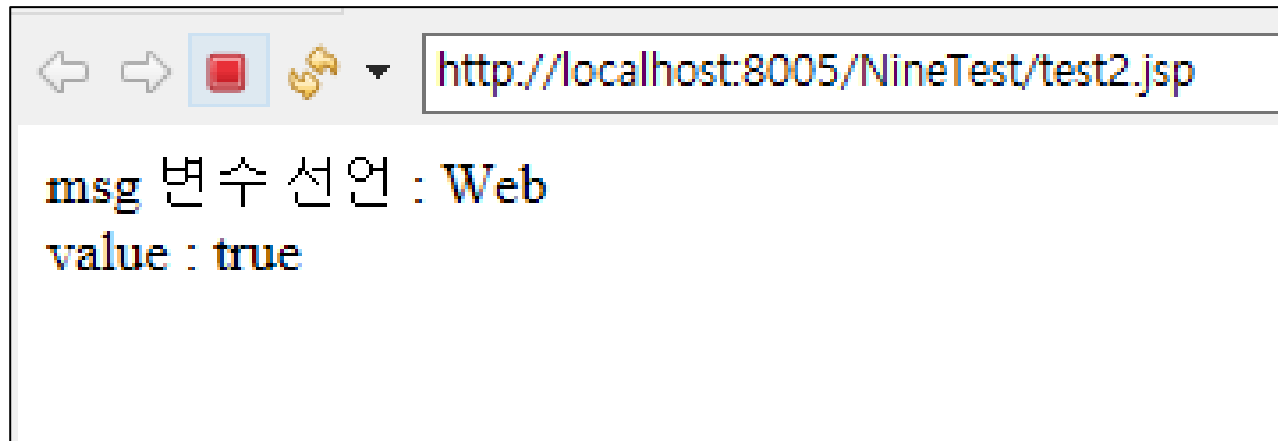 http://localhost:8005/NineTest/test2.jsp
msg 변수 선언 : Web
value : true